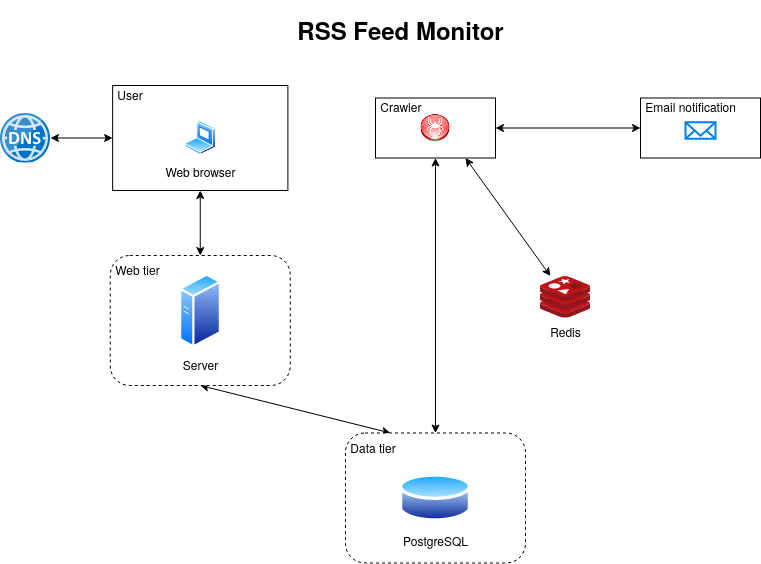 RSS Feed Monitor
User
DNS
Web browser
Crawler
Email notification
Web tier
Server
Redis
Data tier
PostgreSQL